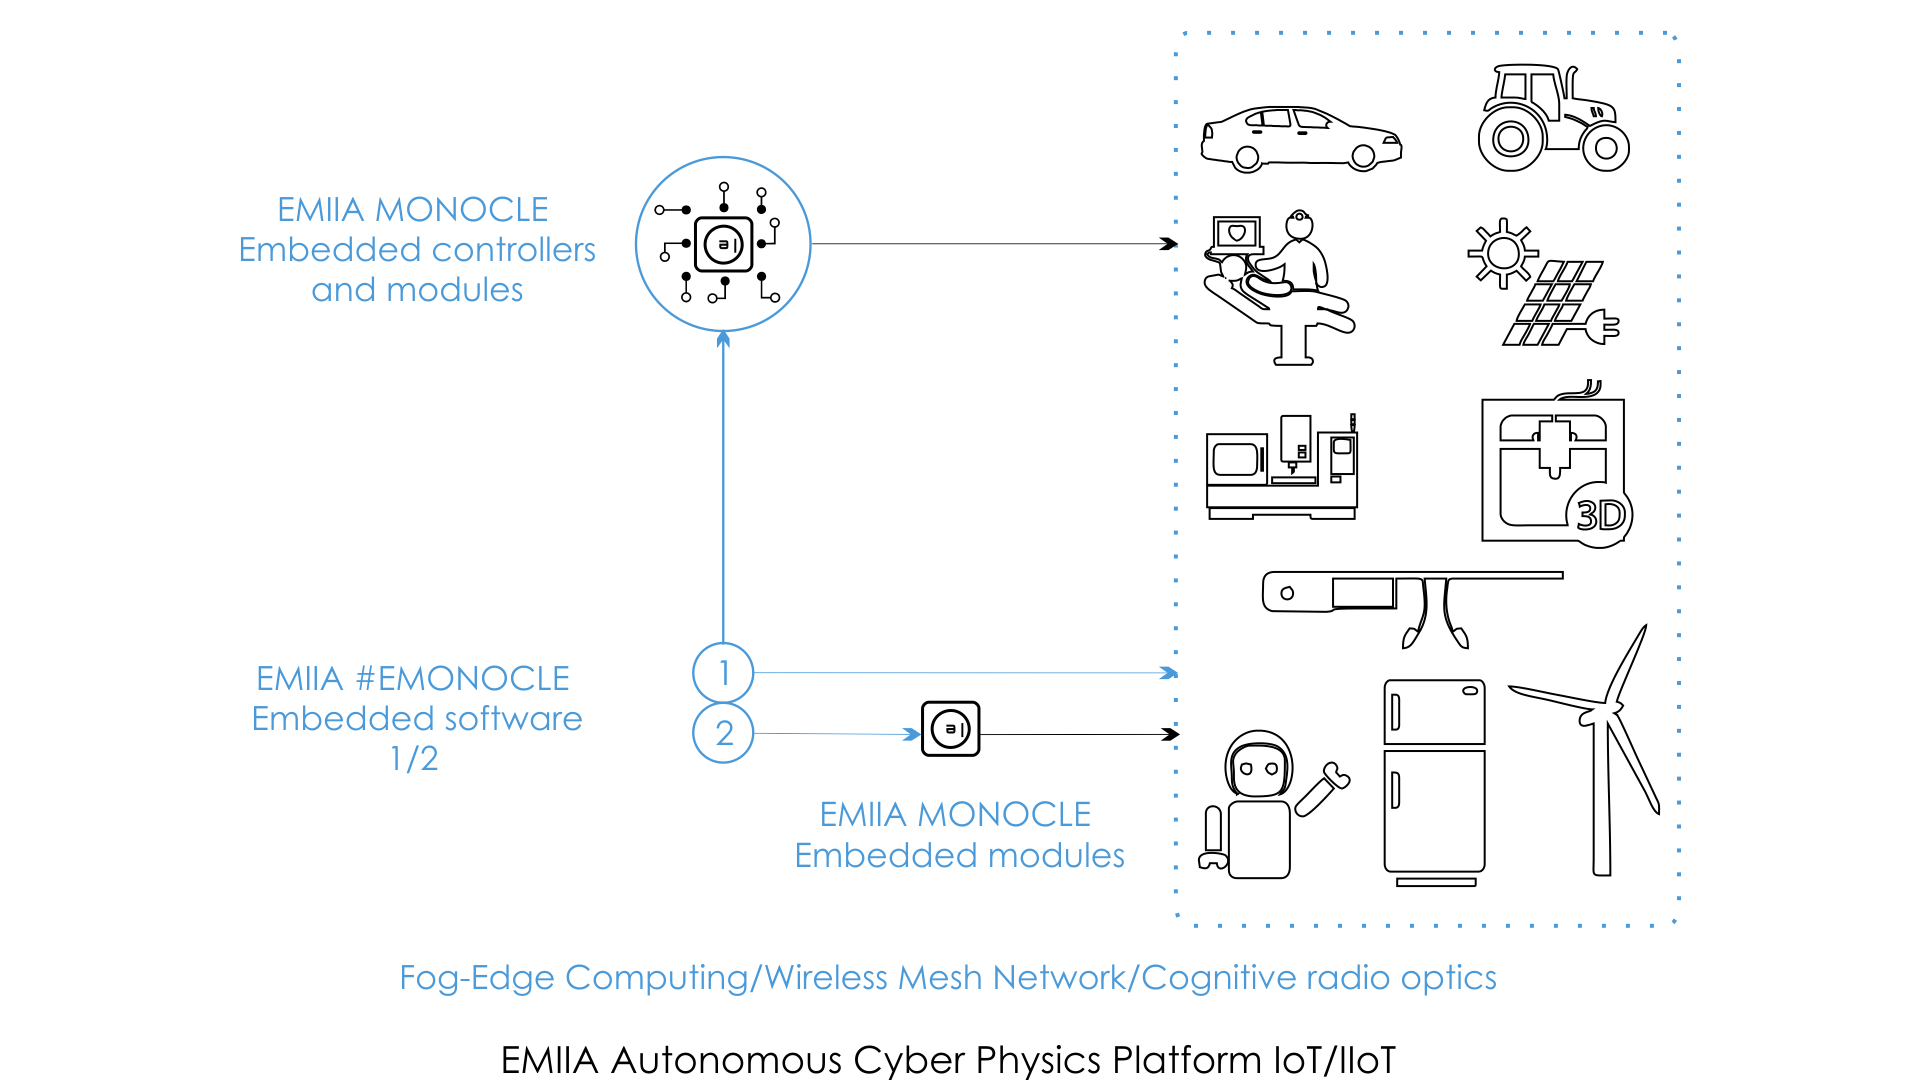 EMIIA MONOCLE
Embedded controllers
and modules
aI
3D
EMIIA #EMONOCLE
Embedded software
1/2
1
2
aI
EMIIA MONOCLE
Embedded modules
Fog-Edge Computing/Wireless Mesh Network/Cognitive radio optics
EMIIA Autonomous Cyber Physics Platform IoT/IIoT